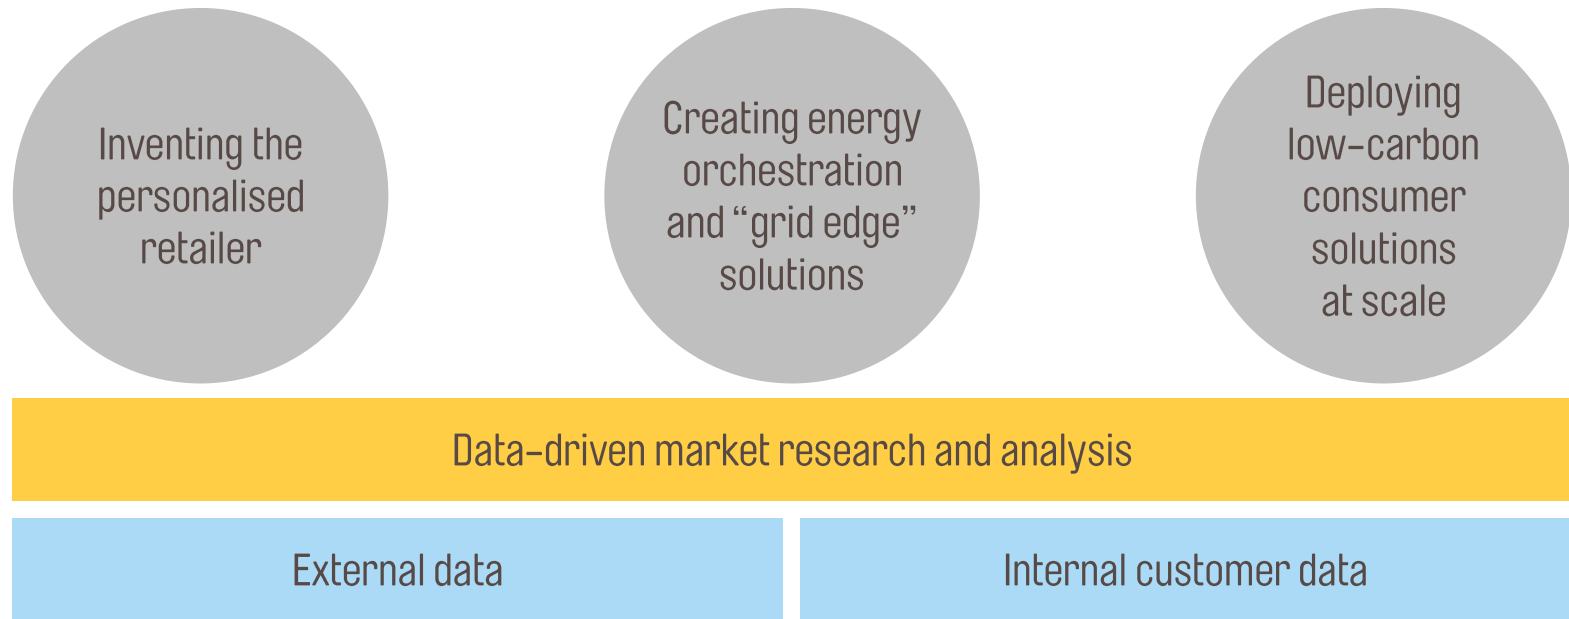 Inventing the
personalised
retailer
Creating energy
orchestration
and “grid edge”
solutions
Deploying
low-carbon
consumer
solutions
at scale
Data-driven market research and analysis
External data
Internal customer data